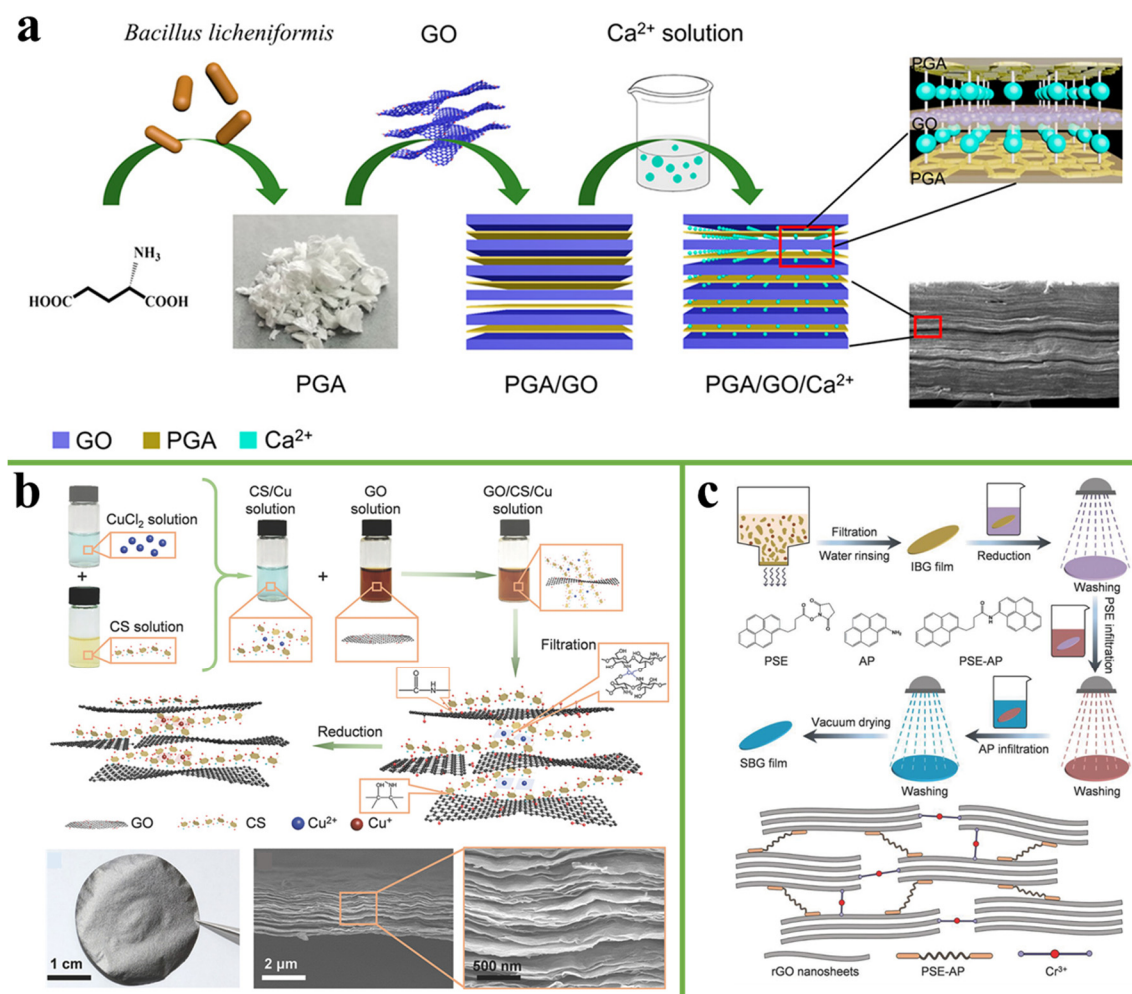 a
Bacillus licheniformis
GO
Ca²⁺ solution
NH₂
HOOC
COOH
PGA
PGA/GO
PGA/GO/Ca²⁺
PGA
GO
PGA
GO
PGA
Ca²⁺
b
CuCl₂ solution
+
CS solution
CS/Cu
solution
+
GO
solution
GO/CS/Cu
solution
Filtration
Reduction
GO
CS
Cu²⁺
Cu⁺
1 cm
2 μm
500 nm
c
Filtration
Water rinsing
IBG film
Reduction
Washing
PSE
infiltration
PSE
AP
PSE-AP
Washing
AP infiltration
Washing
Vacuum drying
SBG film
rGO nanosheets
PSE-AP
Cr³⁺